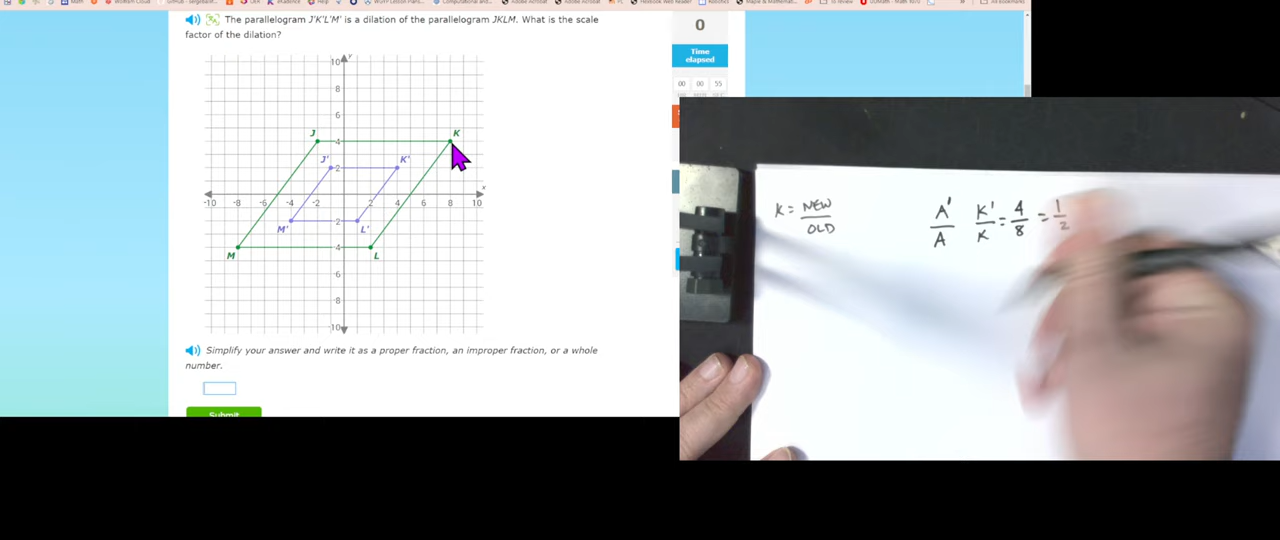 The parallelogram J'K'L'M' is a dilation of the parallelogram JKLM. What is the scale
factor of the dilation?
0
Time
elapsed
00 00 55
y
10
8
6
4
2
-10 -8 -6 -4 -2 2 4 6 8 10
x
-2
-4
-6
-8
-10
J K
J' K'
M' L'
M L
Simplify your answer and write it as a proper fraction, an improper fraction, or a whole
number.
Submit
K = NEW
OLD
A' K' 4 1
= =
A K 8 2